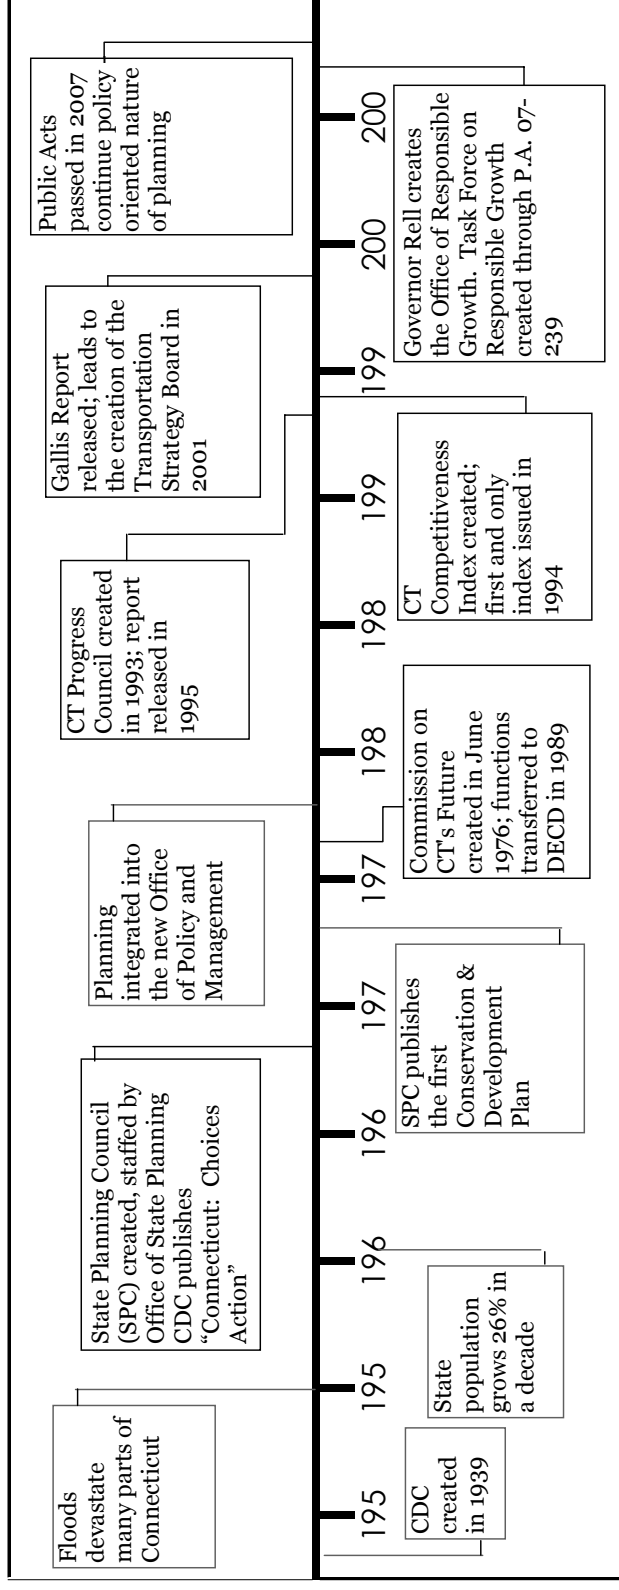 Floods
devastate
many parts of
Connecticut
State Planning Council
(SPC) created, staffed by
Office of State Planning
CDC publishes
“Connecticut: Choices
Action”
Planning
integrated into
the new Office
of Policy and
Management
CT Progress
Council created
in 1993; report
released in
1995
Gallis Report
released; leads to
the creation of the
Transportation
Strategy Board in
2001
Public Acts
passed in 2007
continue policy
oriented nature
of planning
195 195 196 196 197 197 198 198 199 199 200 200
CDC
created
in 1939
State
population
grows 26% in
a decade
SPC publishes
the first
Conservation &
Development
Plan
Commission on
CT's Future
created in June
1976; functions
transferred to
DECD in 1989
CT
Competitiveness
Index created;
first and only
index issued in
1994
Governor Rell creates
the Office of Responsible
Growth. Task Force on
Responsible Growth
created through P.A. 07-
239